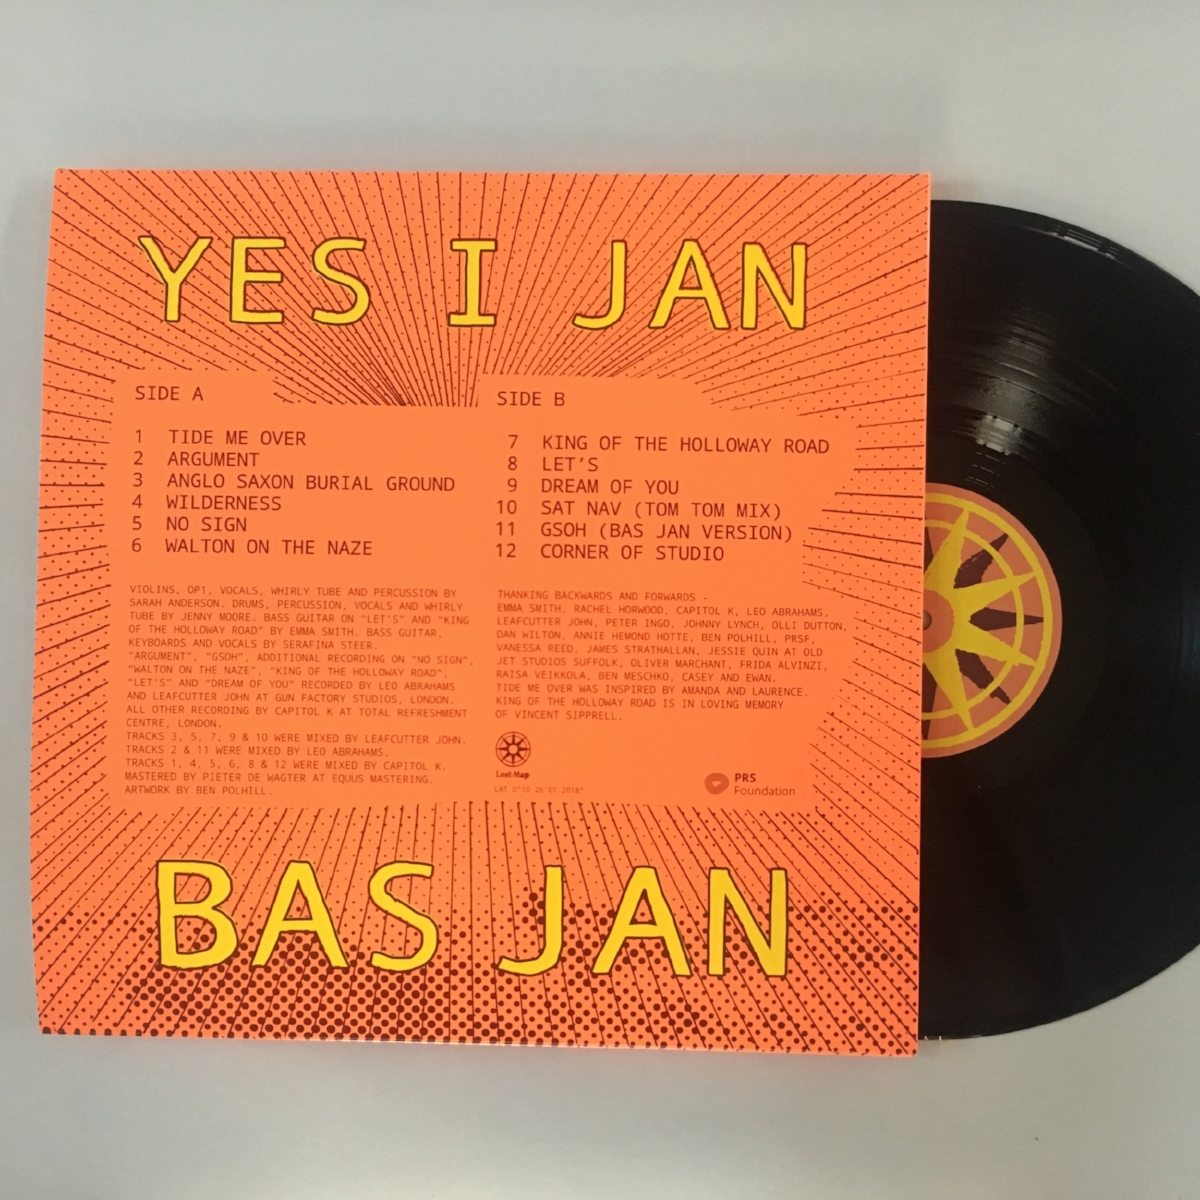 YES I JAN
SIDE A
1 TIDE ME OVER
2 ARGUMENT
3 ANGLO SAXON BURIAL GROUND
4 WILDERNESS
5 NO SIGN
6 WALTON ON THE NAZE
SIDE B
7 KING OF THE HOLLOWAY ROAD
8 LET'S
9 DREAM OF YOU
10 SAT NAV (TOM TOM MIX)
11 GSOH (BAS JAN VERSION)
12 CORNER OF STUDIO
VIOLINS, OP1, VOCALS, WHIRLY TUBE AND PERCUSSION BY
SARAH ANDERSON. DRUMS, PERCUSSION, VOCALS AND WHIRLY
TUBE BY JENNY MOORE. BASS GUITAR ON "LET'S" AND "KING
OF THE HOLLOWAY ROAD" BY EMMA SMITH. BASS GUITAR,
KEYBOARDS AND VOCALS BY SERAFINA STEER.
"ARGUMENT", "GSOH", ADDITIONAL RECORDING ON "NO SIGN",
"WALTON ON THE NAZE", "KING OF THE HOLLOWAY ROAD",
"LET'S" AND "DREAM OF YOU" RECORDED BY LEO ABRAHAMS
AND LEAFCUTTER JOHN AT GUN FACTORY STUDIOS, LONDON.
ALL OTHER RECORDING BY CAPITOL K AT TOTAL REFRESHMENT
CENTRE, LONDON.
TRACKS 3, 5, 7, 9 & 10 WERE MIXED BY LEAFCUTTER JOHN.
TRACKS 2 & 11 WERE MIXED BY LEO ABRAHAMS.
TRACKS 1, 4, 5, 6, 8 & 12 WERE MIXED BY CAPITOL K.
MASTERED BY PIETER DE WAGTER AT EQUUS MASTERING.
ARTWORK BY BEN POLHILL.
THANKING BACKWARDS AND FORWARDS -
EMMA SMITH, RACHEL HORWOOD, CAPITOL K, LEO ABRAHAMS,
LEAFCUTTER JOHN, PETER INGO, JOHNNY LYNCH, OLLI DUTTON,
DAN WILTON, ANNIE HEMOND HOTTE, BEN POLHILL, PRSF,
VANESSA REED, JAMES STRATHALLAN, JESSIE QUIN AT OLD
JET STUDIOS SUFFOLK, OLIVER MARCHANT, FRIDA ALVINZI,
RAISA VEIKKOLA, BEN MESCHKO, CASEY AND EWAN.
TIDE ME OVER WAS INSPIRED BY AMANDA AND LAURENCE.
KING OF THE HOLLOWAY ROAD IS IN LOVING MEMORY
OF VINCENT SIPPRELL.
Lost Map
PRS
Foundation
BAS JAN